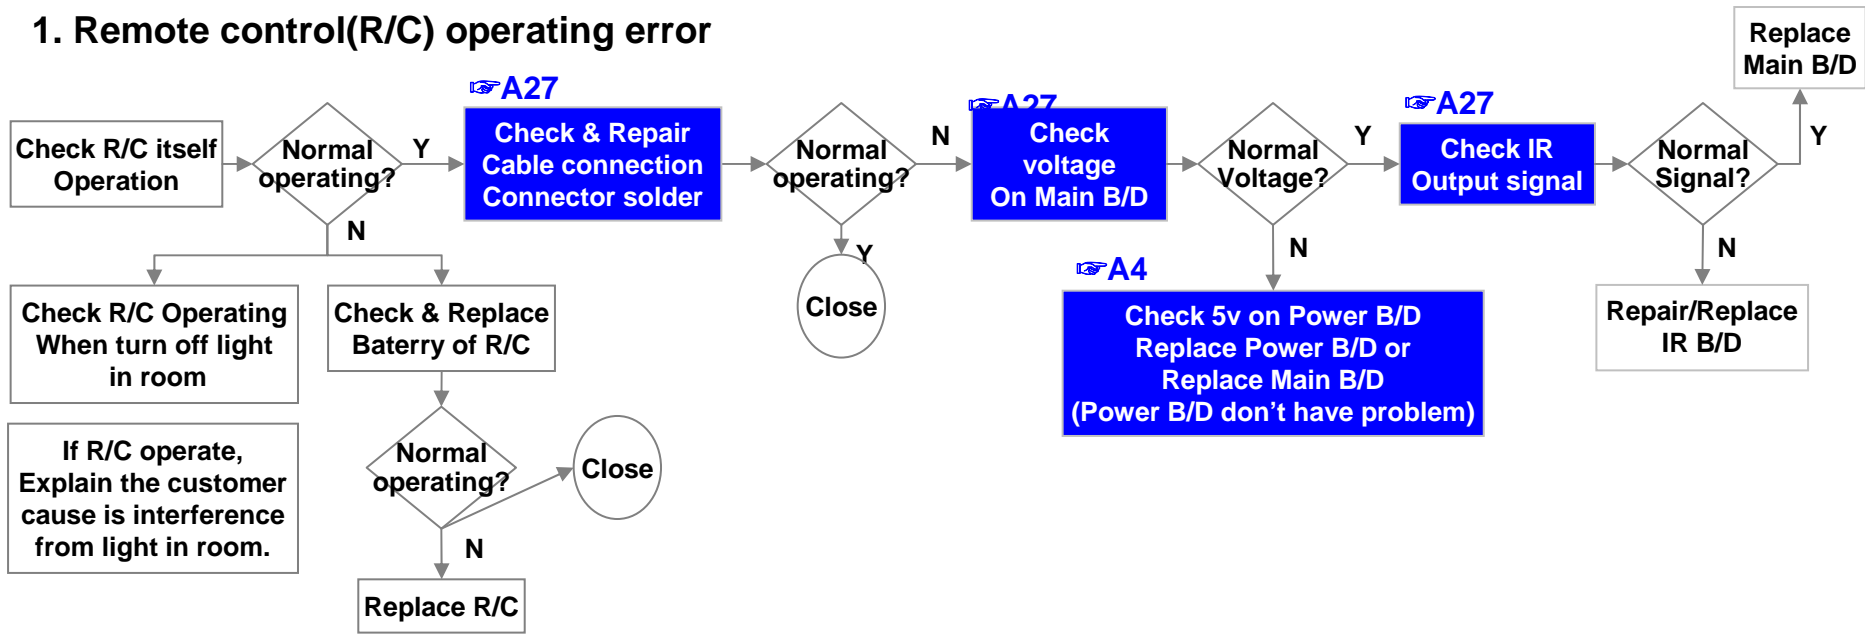 1. Remote control(R/C) operating error
Replace
Main B/D
☞A27
☞A27
☞A27
Check R/C itself
Operation
Normal
operating?
Y
Check & Repair
Cable connection
Connector solder
Normal
operating?
N
Check
voltage
On Main B/D
Normal
Voltage?
Y
Check IR
Output signal
Normal
Signal?
Y
N
Y
N
N
Close
☞A4
Check R/C Operating
When turn off light
in room
Check & Replace
Baterry of R/C
Check 5v on Power B/D
Replace Power B/D or
Replace Main B/D
(Power B/D don't have problem)
Repair/Replace
IR B/D
If R/C operate,
Explain the customer
cause is interference
from light in room.
Normal
operating?
Close
N
Replace R/C